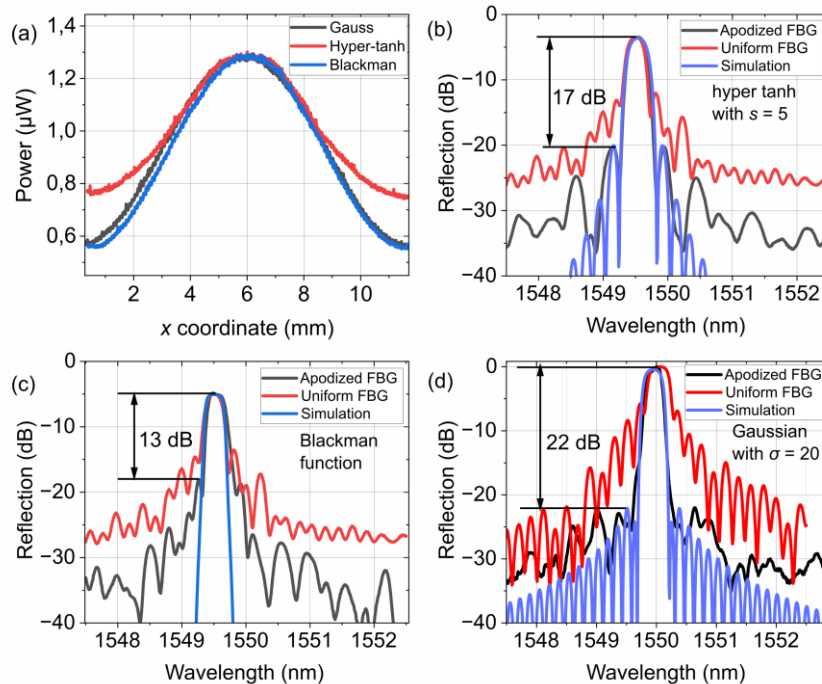 (a)
Gauss
Hyper-tanh
Blackman
1,4
1,2
1,0
0,8
0,6
Power (µW)
2 4 6 8 10
x coordinate (mm)
(b)
Apodized FBG
Uniform FBG
Simulation
hyper tanh
with s = 5
17 dB
0
−10
−20
−30
−40
Reflection (dB)
1548 1549 1550 1551 1552
Wavelength (nm)
(c)
Apodized FBG
Uniform FBG
Simulation
Blackman
function
13 dB
0
−10
−20
−30
−40
Reflection (dB)
1548 1549 1550 1551 1552
Wavelength (nm)
(d)
Apodized FBG
Uniform FBG
Simulation
Gaussian
with σ = 20
22 dB
0
−10
−20
−30
−40
Reflection (dB)
1548 1549 1550 1551 1552
Wavelength (nm)